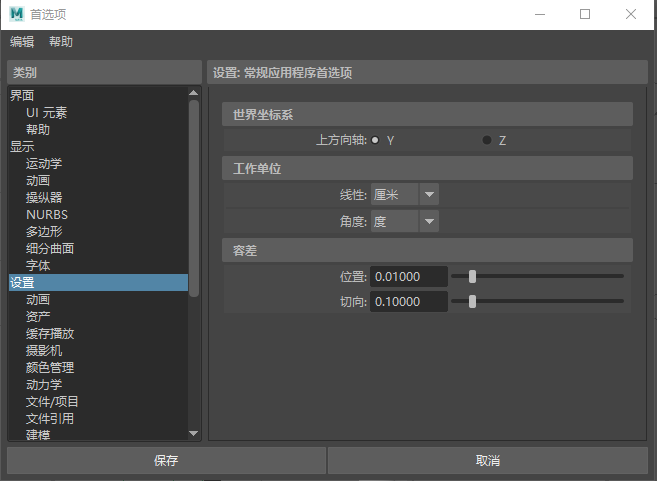 首选项
编辑 帮助
类别
界面
UI 元素
帮助
显示
运动学
动画
操纵器
NURBS
多边形
细分曲面
字体
设置
动画
资产
缓存播放
摄影机
颜色管理
动力学
文件/项目
文件引用
建模
设置: 常规应用程序首选项
世界坐标系
上方向轴: Y Z
工作单位
线性: 厘米
角度: 度
容差
位置: 0.01000
切向: 0.10000
保存 取消